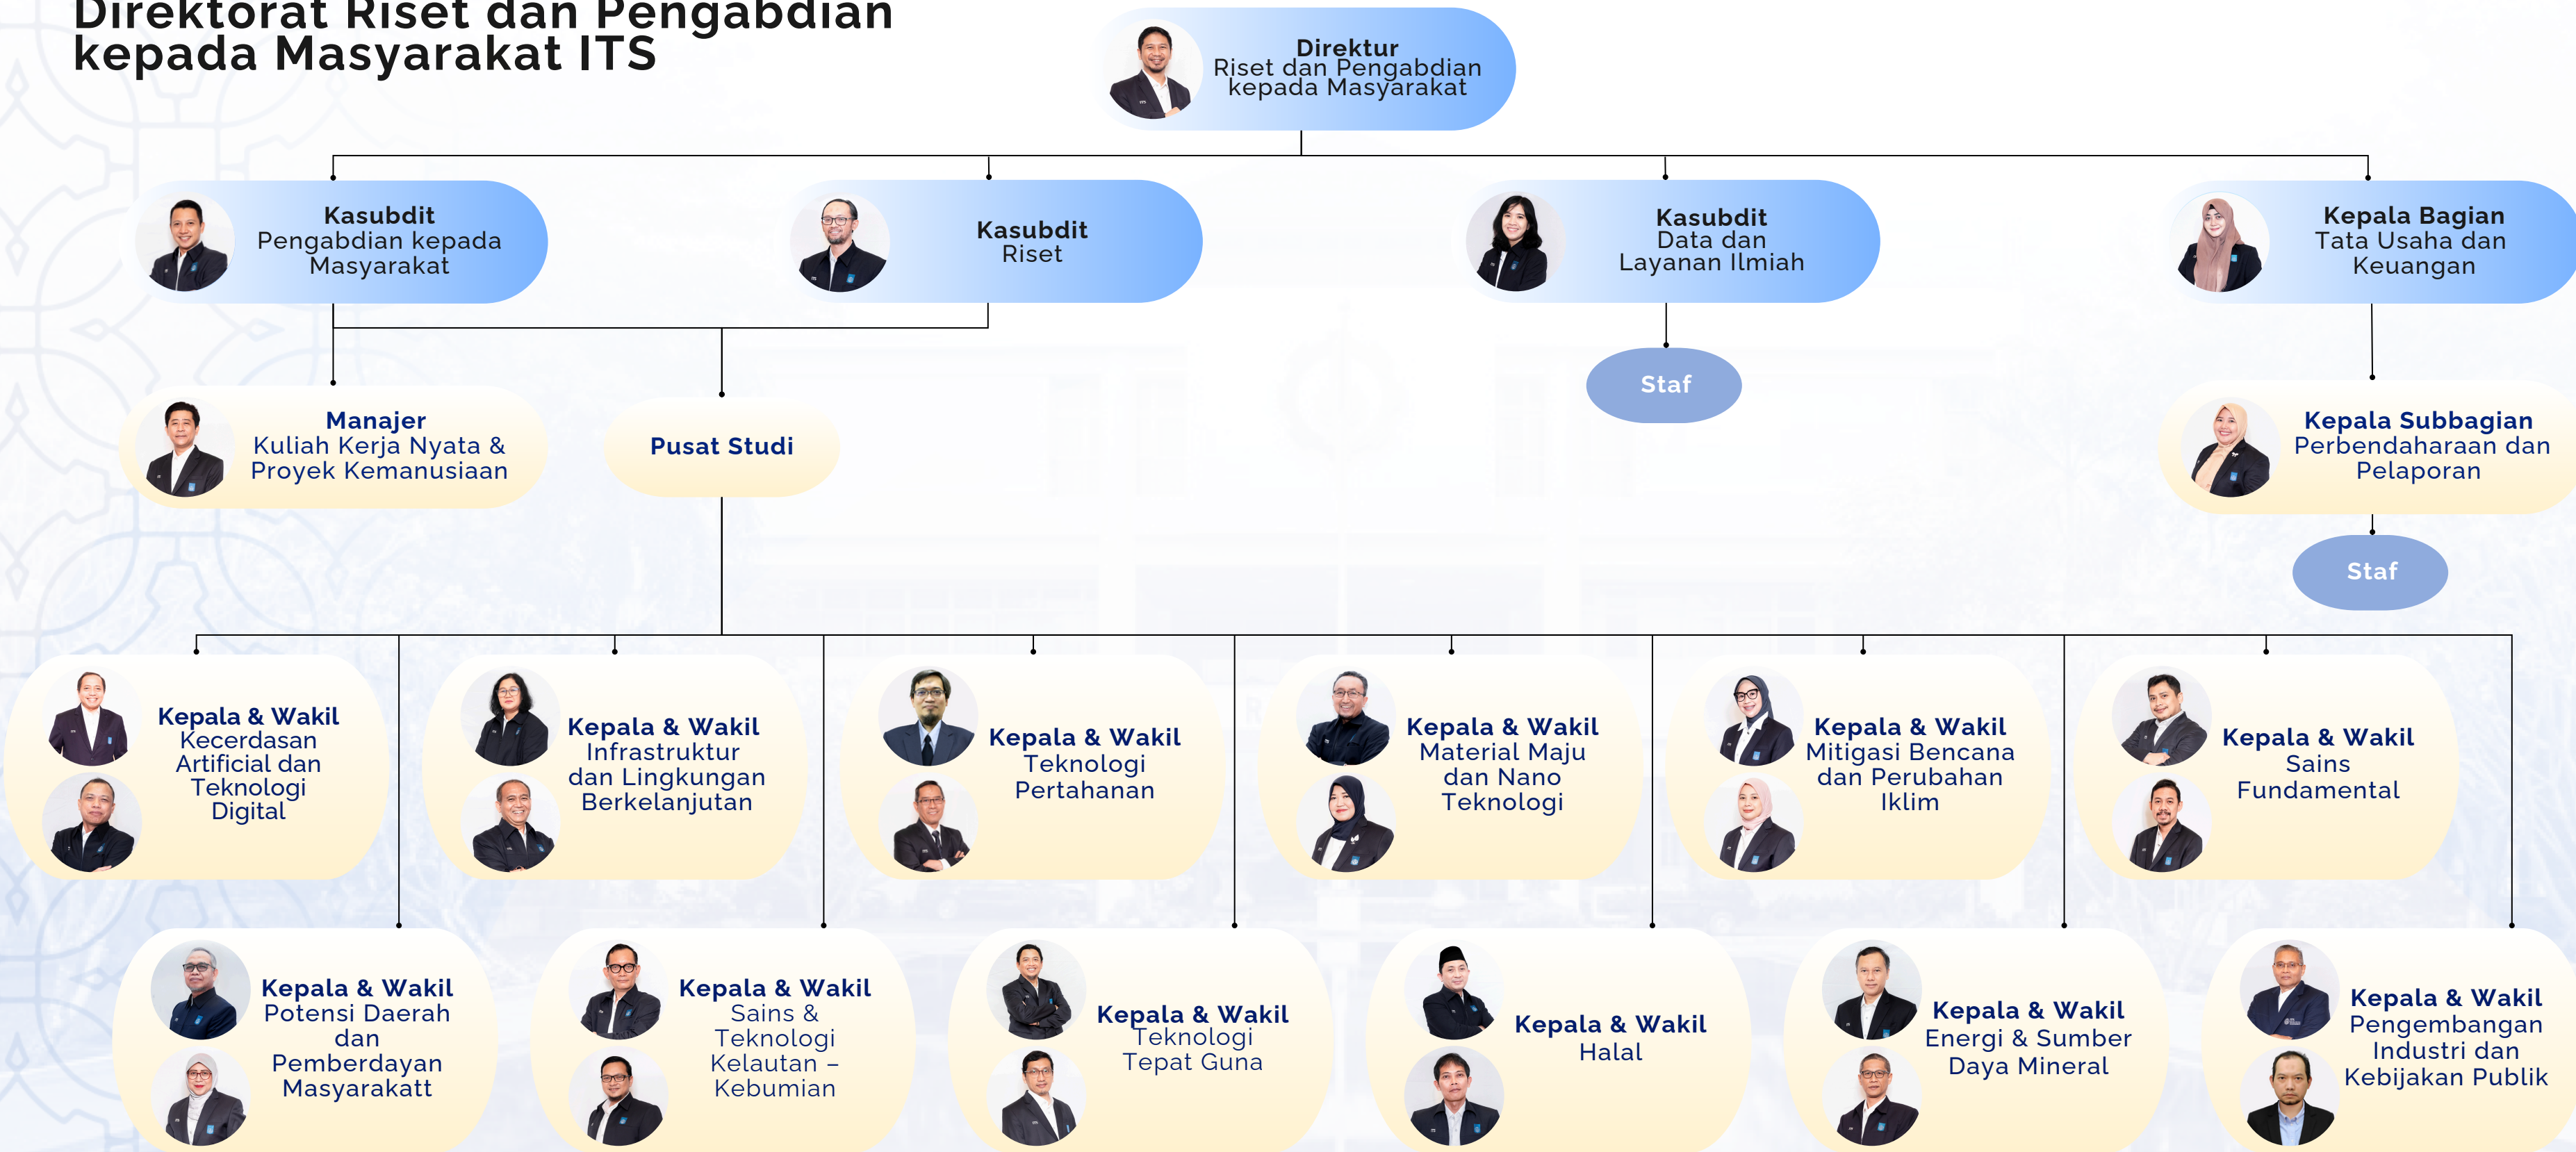 Direktorat Riset dan Pengabdian
kepada Masyarakat ITS
Direktur
Riset dan Pengabdian
kepada Masyarakat
Kasubdit
Pengabdian kepada
Masyarakat
Kasubdit
Riset
Kasubdit
Data dan
Layanan Ilmiah
Kepala Bagian
Tata Usaha dan
Keuangan
Manajer
Kuliah Kerja Nyata &
Proyek Kemanusiaan
Pusat Studi
Staf
Kepala Subbagian
Perbendaharaan dan
Pelaporan
Staf
Kepala & Wakil
Kecerdasan
Artificial dan
Teknologi
Digital
Kepala & Wakil
Infrastruktur
dan Lingkungan
Berkelanjutan
Kepala & Wakil
Teknologi
Pertahanan
Kepala & Wakil
Material Maju
dan Nano
Teknologi
Kepala & Wakil
Mitigasi Bencana
dan Perubahan
Iklim
Kepala & Wakil
Sains
Fundamental
Kepala & Wakil
Potensi Daerah
dan
Pemberdayan
Masyarakatt
Kepala & Wakil
Sains &
Teknologi
Kelautan –
Kebumian
Kepala & Wakil
Teknologi
Tepat Guna
Kepala & Wakil
Halal
Kepala & Wakil
Energi & Sumber
Daya Mineral
Kepala & Wakil
Pengembangan
Industri dan
Kebijakan Publik